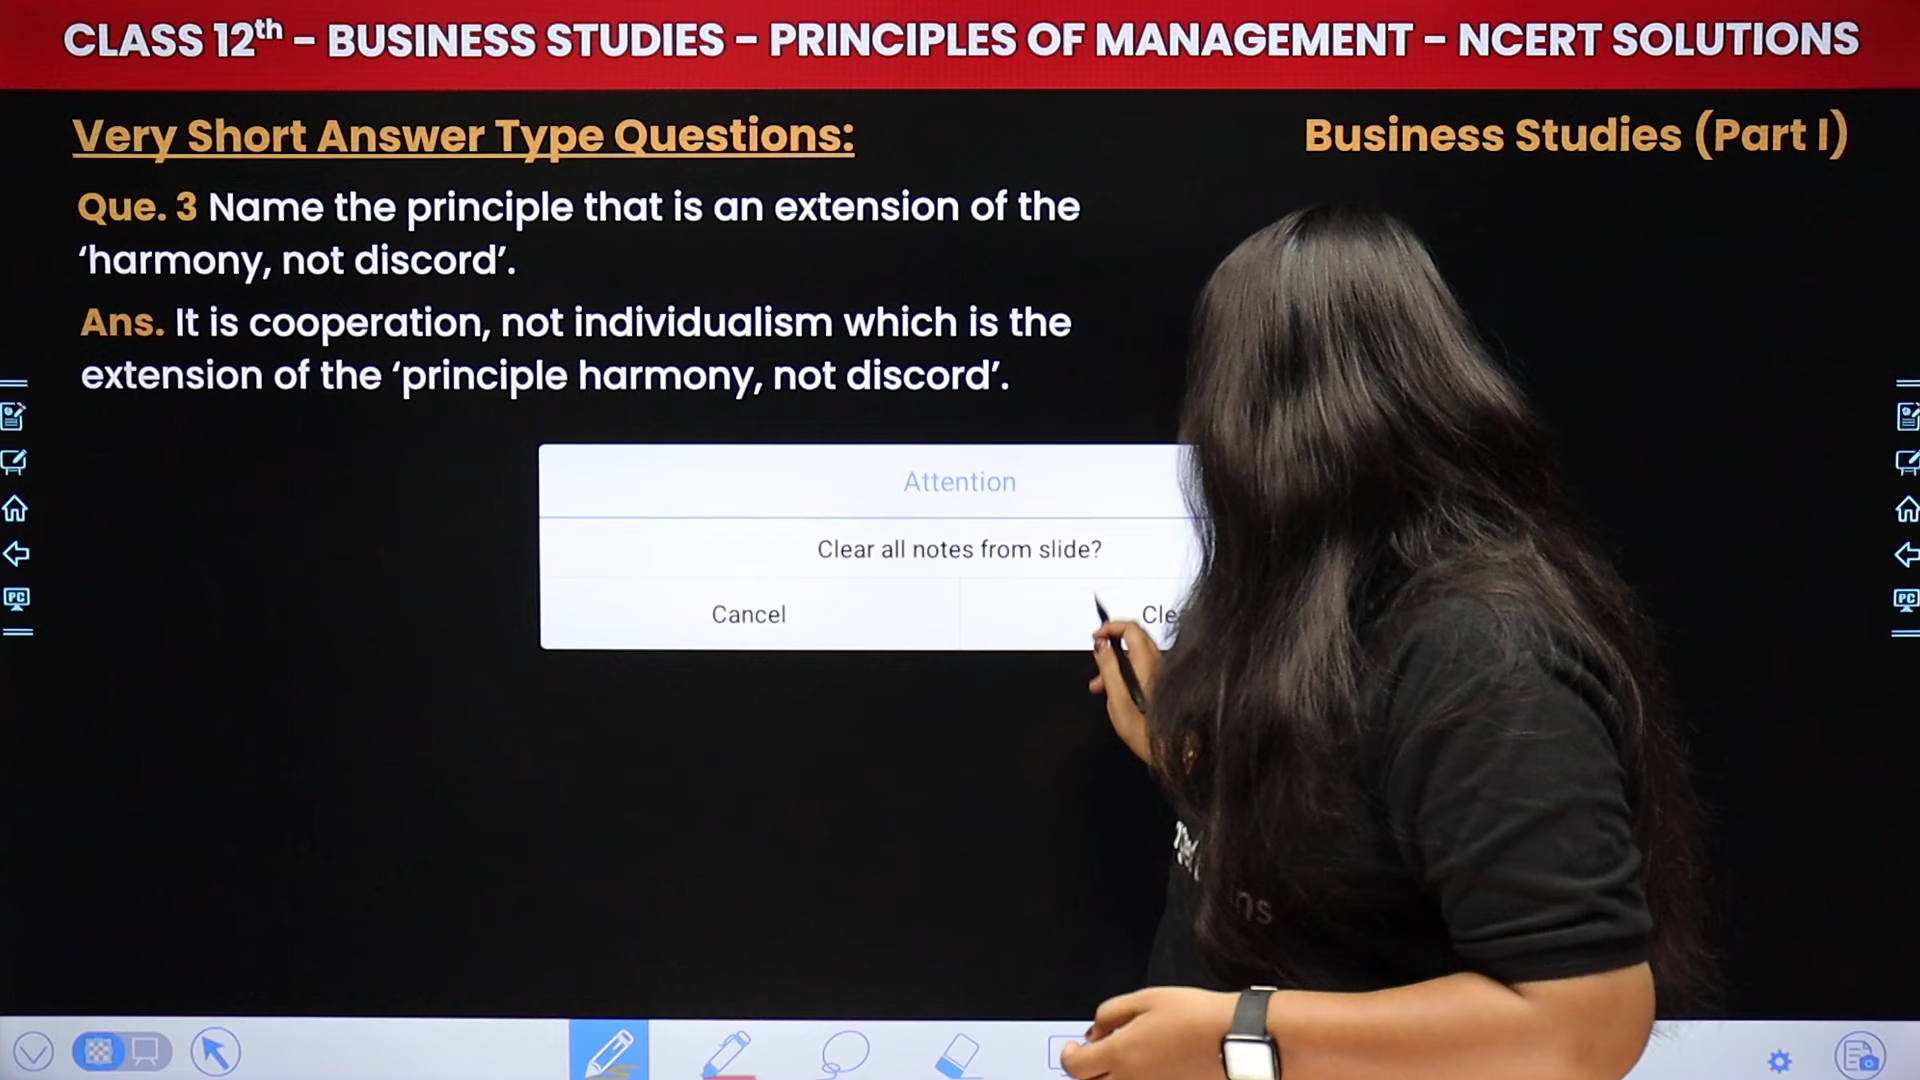 CLASS 12th - BUSINESS STUDIES - PRINCIPLES OF MANAGEMENT - NCERT SOLUTIONS
Very Short Answer Type Questions:
Business Studies (Part I)
Que. 3 Name the principle that is an extension of the
‘harmony, not discord’.
Ans. It is cooperation, not individualism which is the
extension of the ‘principle harmony, not discord’.
Attention
Clear all notes from slide?
Cancel
PC
PC